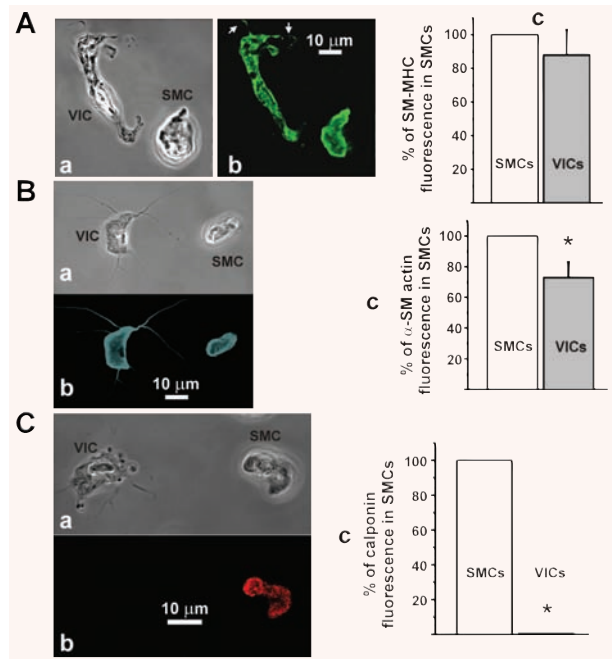 A
VIC
SMC
a
10 μm
b
c
% of SM-MHC
fluorescence in SMCs
100
80
60
40
20
SMCs
VICs
B
VIC
SMC
a
b
10 μm
c
% of α-SM actin
fluorescence in SMCs
100
80
60
40
20
SMCs
VICs
*
C
VIC
SMC
a
b
10 μm
c
% of calponin
fluorescence in SMCs
100
80
60
40
20
SMCs
VICs
*